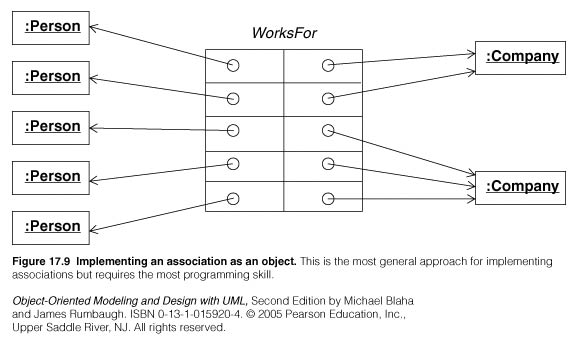 :Person
WorksFor
:Company
:Person
:Person
:Person
:Company
:Person
Figure 17.9 Implementing an association as an object. This is the most general approach for implementing
associations but requires the most programming skill.
Object-Oriented Modeling and Design with UML, Second Edition by Michael Blaha
and James Rumbaugh. ISBN 0-13-1-015920-4. © 2005 Pearson Education, Inc.,
Upper Saddle River, NJ. All rights reserved.